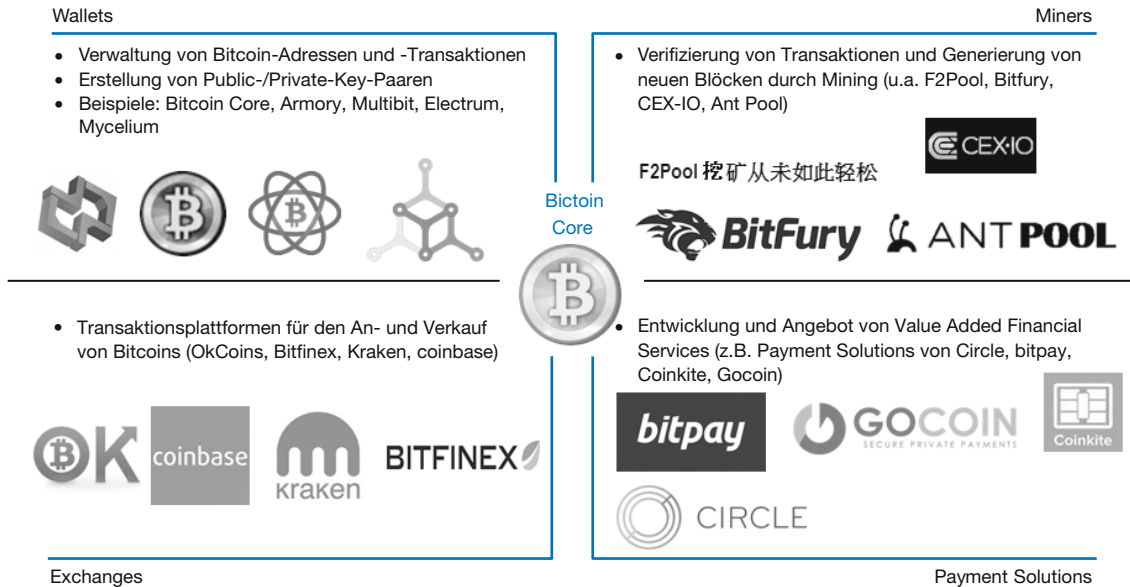 Wallets
• Verwaltung von Bitcoin-Adressen und -Transaktionen
• Erstellung von Public-/Private-Key-Paaren
• Beispiele: Bitcoin Core, Armory, Multibit, Electrum,
Mycelium
Miners
• Verifizierung von Transaktionen und Generierung von
neuen Blöcken durch Mining (u.a. F2Pool, Bitfury,
CEX-IO, Ant Pool)
CEX·IO
F2Pool 挖矿从未如此轻松
BitFury
ANT POOL
Bictoin
Core
• Transaktionsplattformen für den An- und Verkauf
von Bitcoins (OkCoins, Bitfinex, Kraken, coinbase)
OK
coinbase
kraken
BITFINEX
Exchanges
• Entwicklung und Angebot von Value Added Financial
Services (z.B. Payment Solutions von Circle, bitpay,
Coinkite, Gocoin)
bitpay
GOCOIN
SECURE PRIVATE PAYMENTS
Coinkite
CIRCLE
Payment Solutions